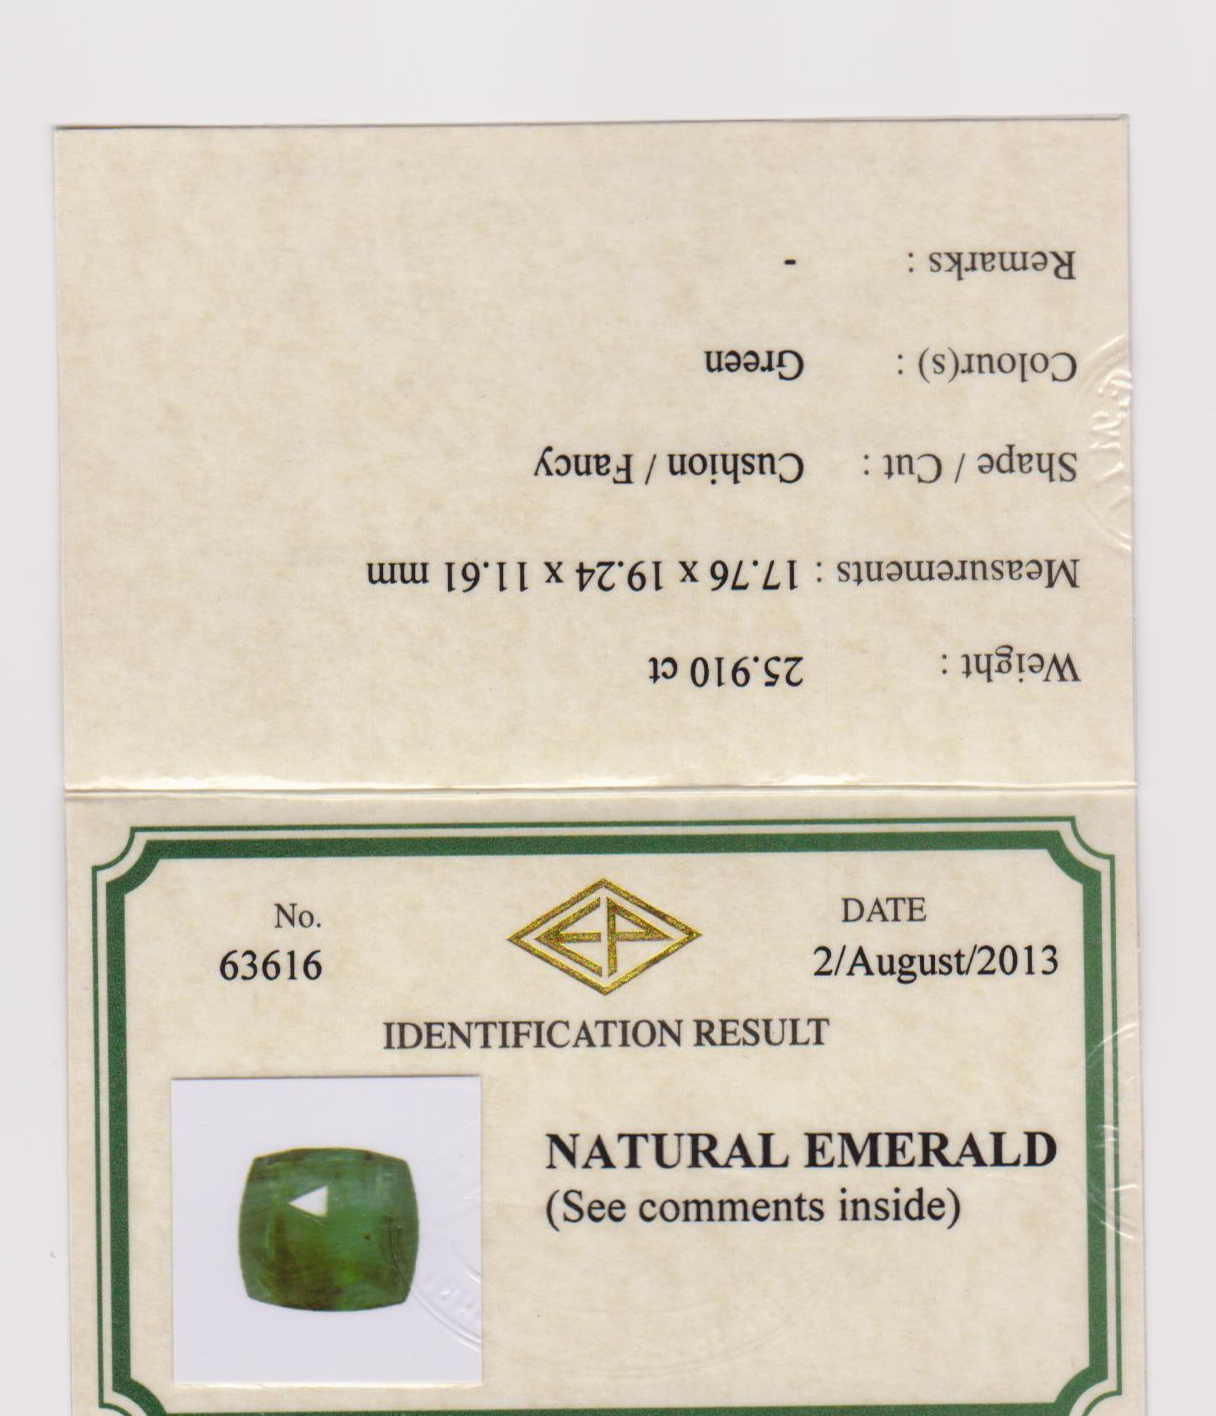 Weight : 25.910 ct
Measurements : 17.76 x 19.24 x 11.61 mm
Shape / Cut : Cushion / Fancy
Colour(s) : Green
Remarks : -
No.
63616
EP
DATE
2/August/2013
IDENTIFICATION RESULT
NATURAL EMERALD
(See comments inside)